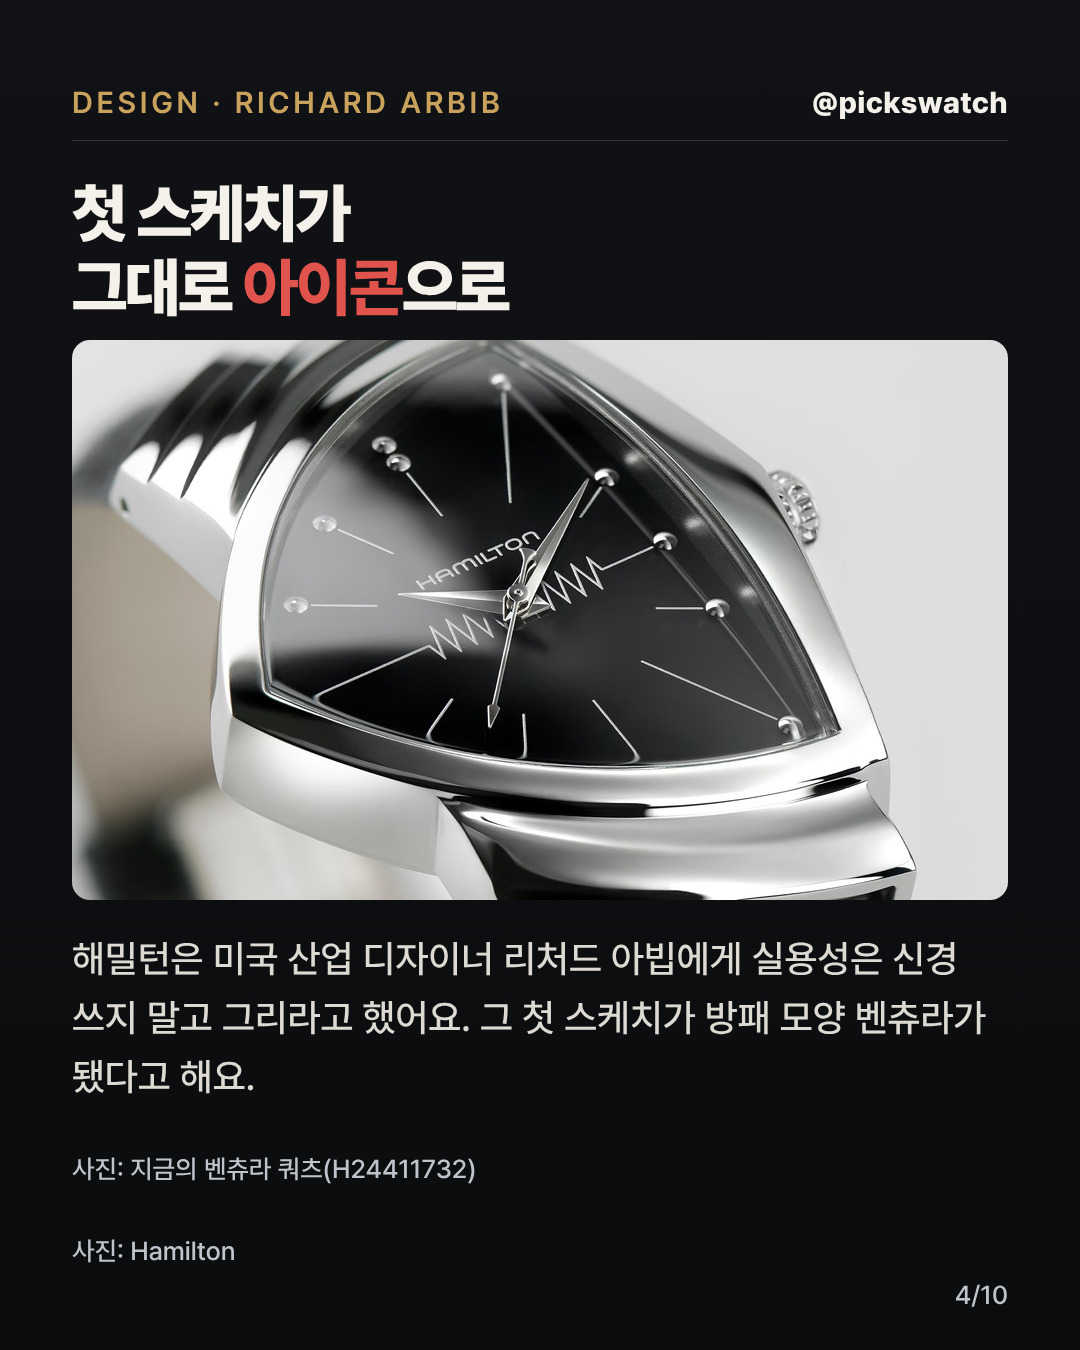 DESIGN · RICHARD ARBIB
@pickswatch
첫 스케치가
그대로 아이콘으로
HAMILTON
해밀턴은 미국 산업 디자이너 리처드 아빕에게 실용성은 신경
쓰지 말고 그리라고 했어요. 그 첫 스케치가 방패 모양 벤츄라가
됐다고 해요.
사진: 지금의 벤츄라 쿼츠(H24411732)
사진: Hamilton
4/10